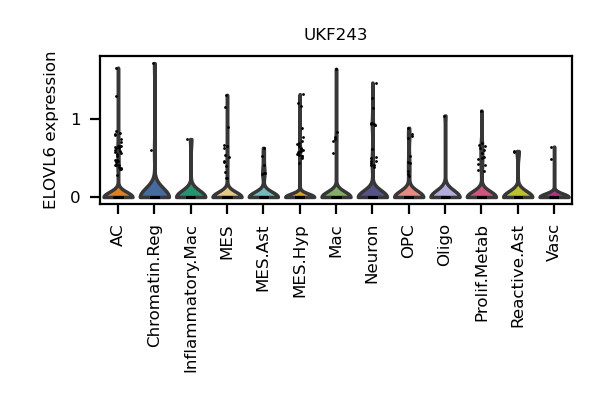 UKF243
ELOVL6 expression
1
0
AC
Chromatin.Reg
Inflammatory.Mac
MES
MES.Ast
MES.Hyp
Mac
Neuron
OPC
Oligo
Prolif.Metab
Reactive.Ast
Vasc